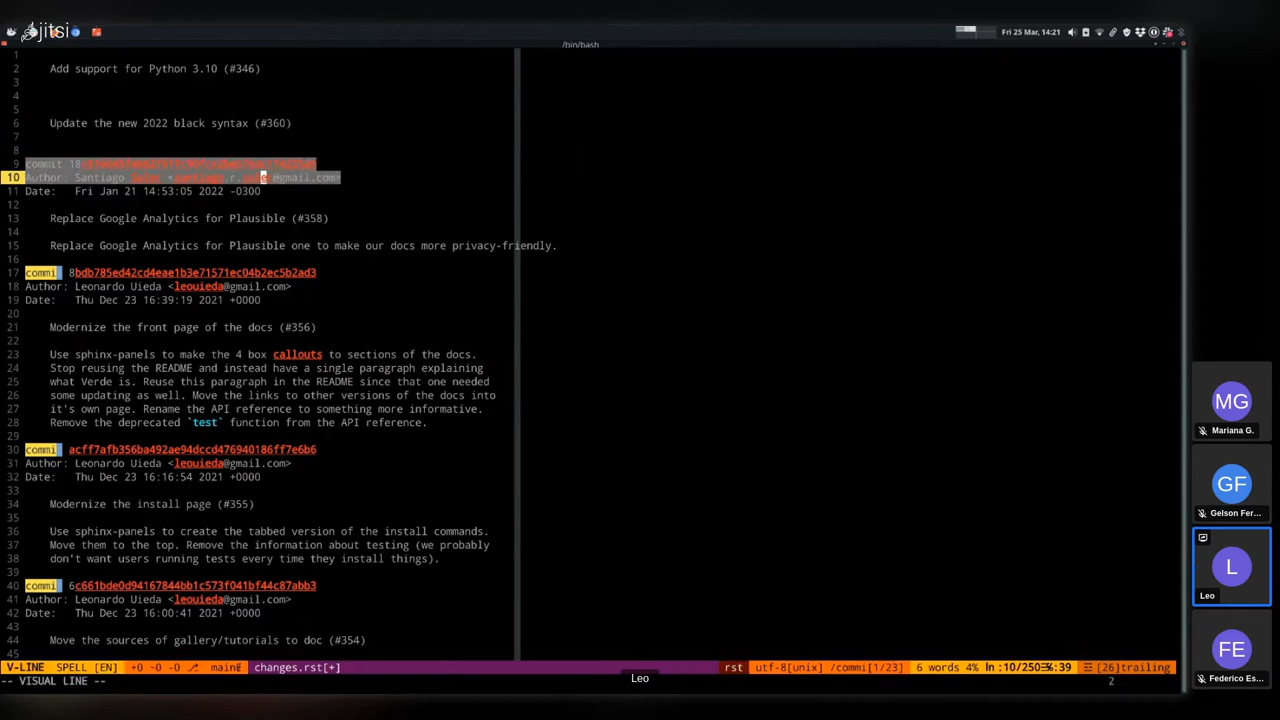 jitsi
Fri 25 Mar, 14:21
/bin/bash
1
2 Add support for Python 3.10 (#346)
3
4
5
6 Update the new 2022 black syntax (#360)
7
8
9 commit
10 Author: Santiago
11 Date: Fri Jan 21 14:53:05 2022 -0300
12
13 Replace Google Analytics for Plausible (#358)
14
15 Replace Google Analytics for Plausible one to make our docs more privacy-friendly.
16
17 commi 8bdb785ed42cd4eae1b3e71571ec04b2ec5b2ad3
18 Author: Leonardo Uieda <leouieda@gmail.com>
19 Date: Thu Dec 23 16:39:19 2021 +0000
20
21 Modernize the front page of the docs (#356)
22
23 Use sphinx-panels to make the 4 box callouts to sections of the docs.
24 Stop reusing the README and instead have a single paragraph explaining
25 what Verde is. Reuse this paragraph in the README since that one needed
26 some updating as well. Move the links to other versions of the docs into
27 it's own page. Rename the API reference to something more informative.
28 Remove the deprecated `test` function from the API reference.
29
30 commi acff7afb356ba492ae94dccd476940186ff7e6b6
31 Author: Leonardo Uieda <leouieda@gmail.com>
32 Date: Thu Dec 23 16:16:54 2021 +0000
33
34 Modernize the install page (#355)
35
36 Use sphinx-panels to create the tabbed version of the install commands.
37 Move them to the top. Remove the information about testing (we probably
38 don't want users running tests every time they install things).
39
40 commi 6c661bde0d94167844bb1c573f041bf44c87abb3
41 Author: Leonardo Uieda <leouieda@gmail.com>
42 Date: Thu Dec 23 16:00:41 2021 +0000
43
44 Move the sources of gallery/tutorials to doc (#354)
45
V-LINE SPELL [EN] +0 ~0 -0 main changes.rst[+] rst utf-8[unix] /commi[1/23] 6 words 4% ln :10/250 :39 [26]trailing
-- VISUAL LINE -- 2
Leo
MG
Mariana G.
GF
Gelson Fer...
L
Leo
FE
Federico Es...